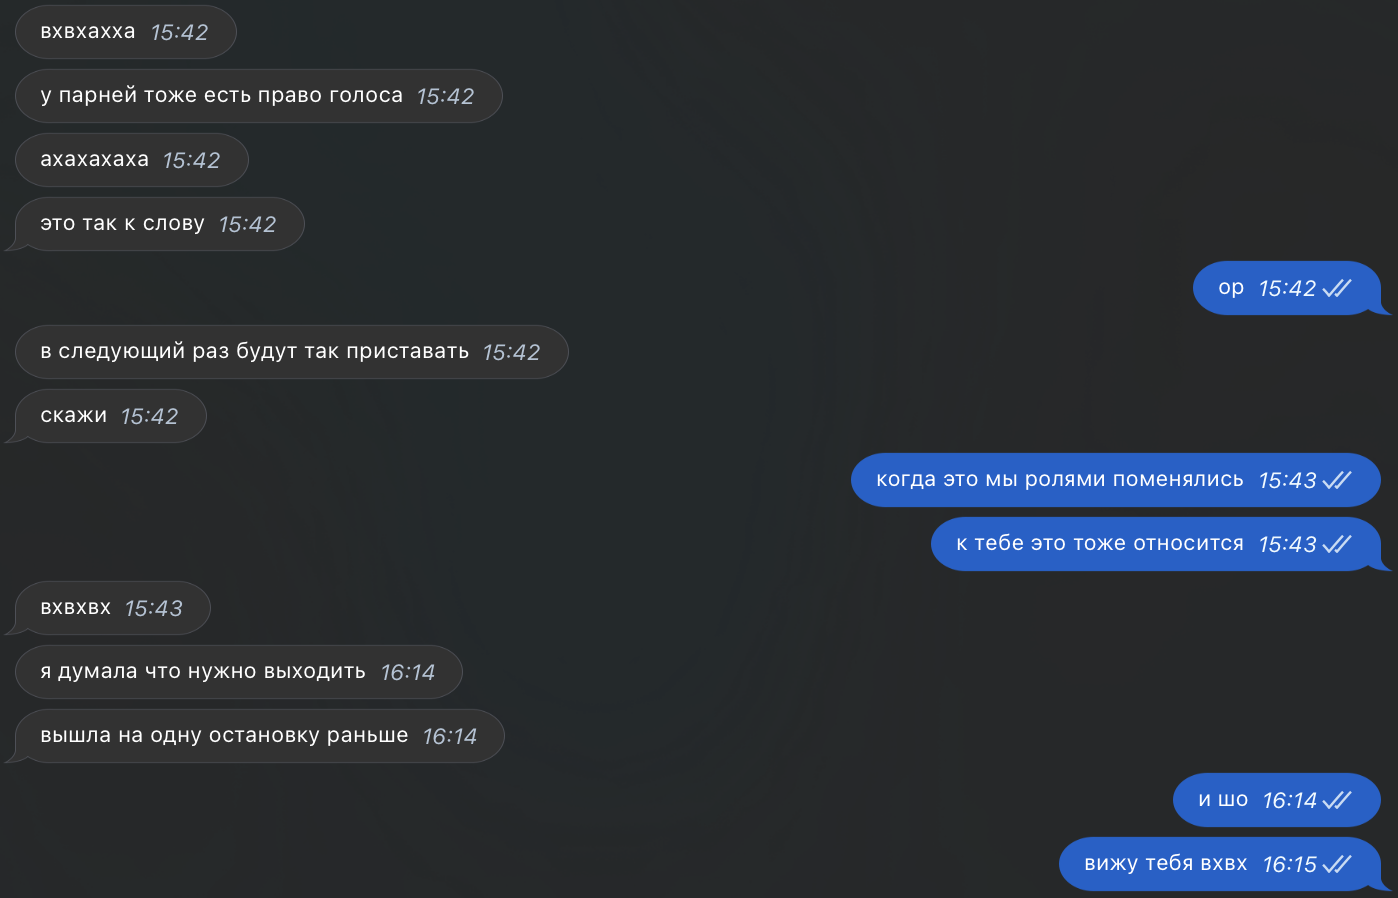 вхвхахха 15:42
у парней тоже есть право голоса 15:42
ахахахаха 15:42
это так к слову 15:42
ор 15:42
в следующий раз будут так приставать 15:42
скажи 15:42
когда это мы ролями поменялись 15:43
к тебе это тоже относится 15:43
вхвхвх 15:43
я думала что нужно выходить 16:14
вышла на одну остановку раньше 16:14
и шо 16:14
вижу тебя вхвх 16:15